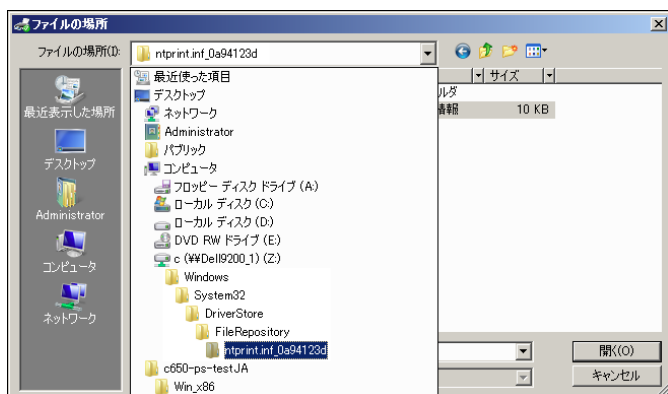 ファイルの場所
ファイルの場所(I):
ntprint.inf_0a94123d
最近使った項目
サイズ
デスクトップ
ルダ
ネットワーク
情報 10 KB
最近表示した場所
Administrator
パブリック
コンピュータ
デスクトップ
フロッピー ディスク ドライブ (A:)
ローカル ディスク (C:)
Administrator
ローカル ディスク (D:)
DVD RW ドライブ (E:)
c (¥¥Dell9200_1) (Z:)
コンピュータ
Windows
System32
ネットワーク
DriverStore
FileRepository
ntprint.inf_0a94123d
開く(O)
c650-ps-testJA
キャンセル
Win_x86